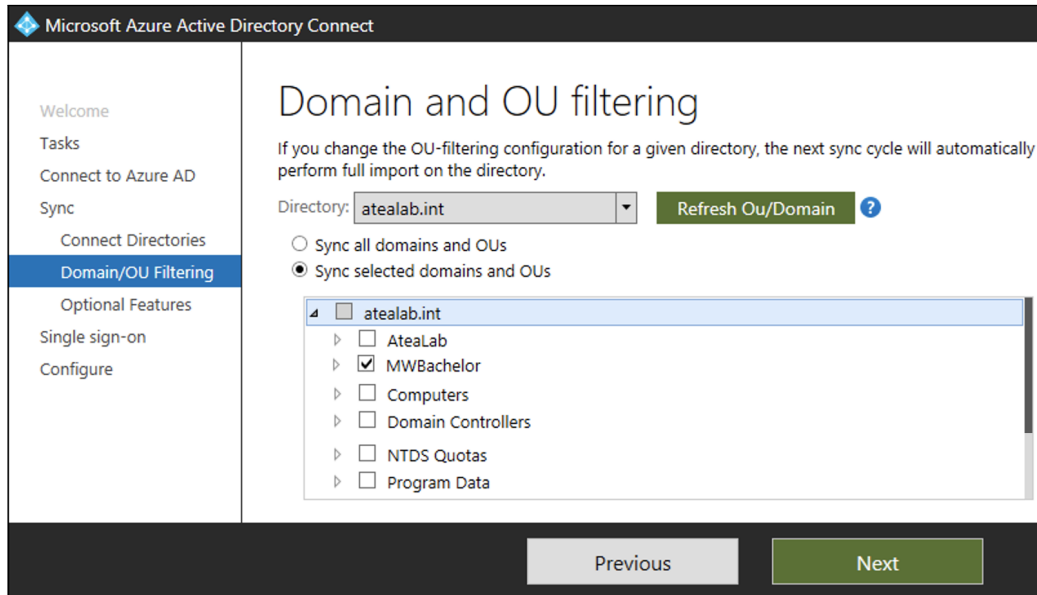 Microsoft Azure Active Directory Connect
Welcome
Tasks
Connect to Azure AD
Sync
Connect Directories
Domain/OU Filtering
Optional Features
Single sign-on
Configure
Domain and OU filtering
If you change the OU-filtering configuration for a given directory, the next sync cycle will automatically
perform full import on the directory.
Directory: atealab.int Refresh Ou/Domain ?
Sync all domains and OUs
Sync selected domains and OUs
atealab.int
AteaLab
MWBachelor
Computers
Domain Controllers
NTDS Quotas
Program Data
Previous Next